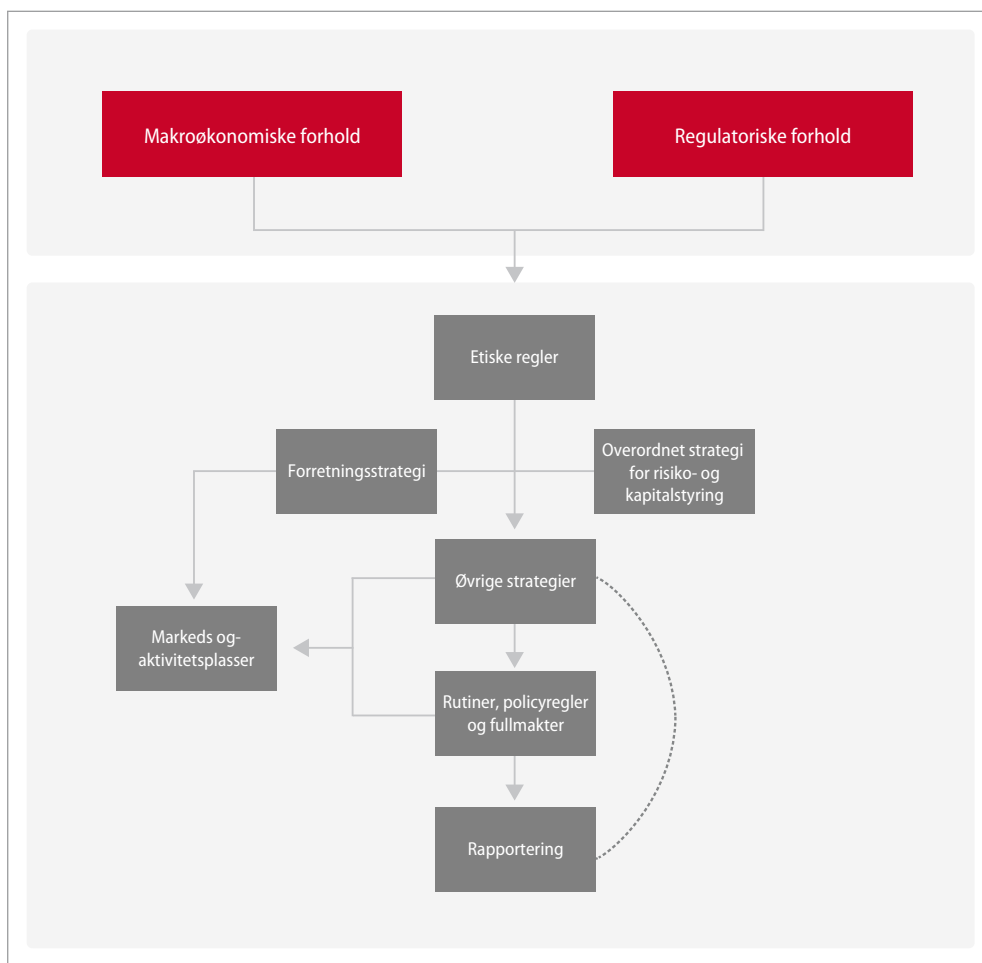 Makroøkonomiske forhold
Regulatoriske forhold
Etiske regler
Forretningsstrategi
Overordnet strategi
for risiko- og
kapitalstyring
Øvrige strategier
Markeds og-
aktivitetsplasser
Rutiner, policyregler
og fullmakter
Rapportering